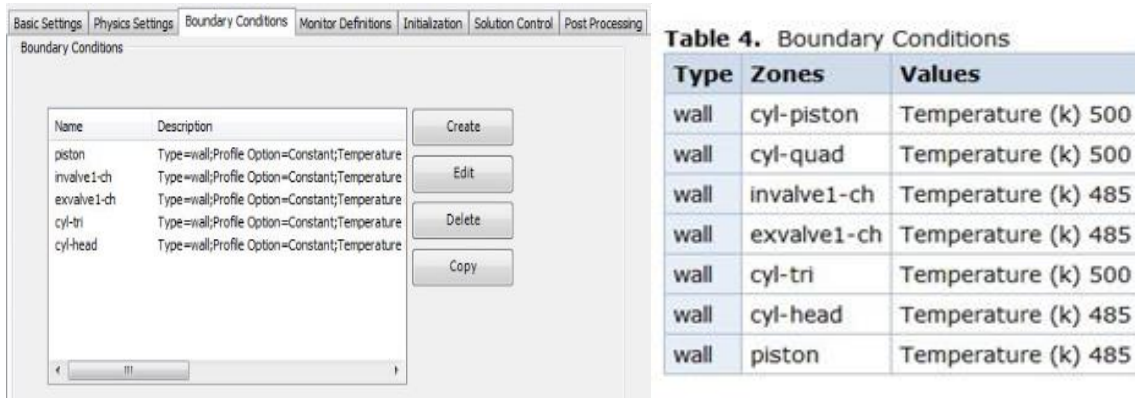 Basic Settings Physics Settings Boundary Conditions Monitor Definitions Initialization Solution Control Post Processing
Boundary Conditions
Name Description
piston Type=wall;Profile Option=Constant;Temperature
invalve1-ch Type=wall;Profile Option=Constant;Temperature
exvalve1-ch Type=wall;Profile Option=Constant;Temperature
cyl-tri Type=wall;Profile Option=Constant;Temperature
cyl-head Type=wall;Profile Option=Constant;Temperature
Create
Edit
Delete
Copy
Table 4. Boundary Conditions
Type Zones Values
wall cyl-piston Temperature (k) 500
wall cyl-quad Temperature (k) 500
wall invalve1-ch Temperature (k) 485
wall exvalve1-ch Temperature (k) 485
wall cyl-tri Temperature (k) 500
wall cyl-head Temperature (k) 485
wall piston Temperature (k) 485